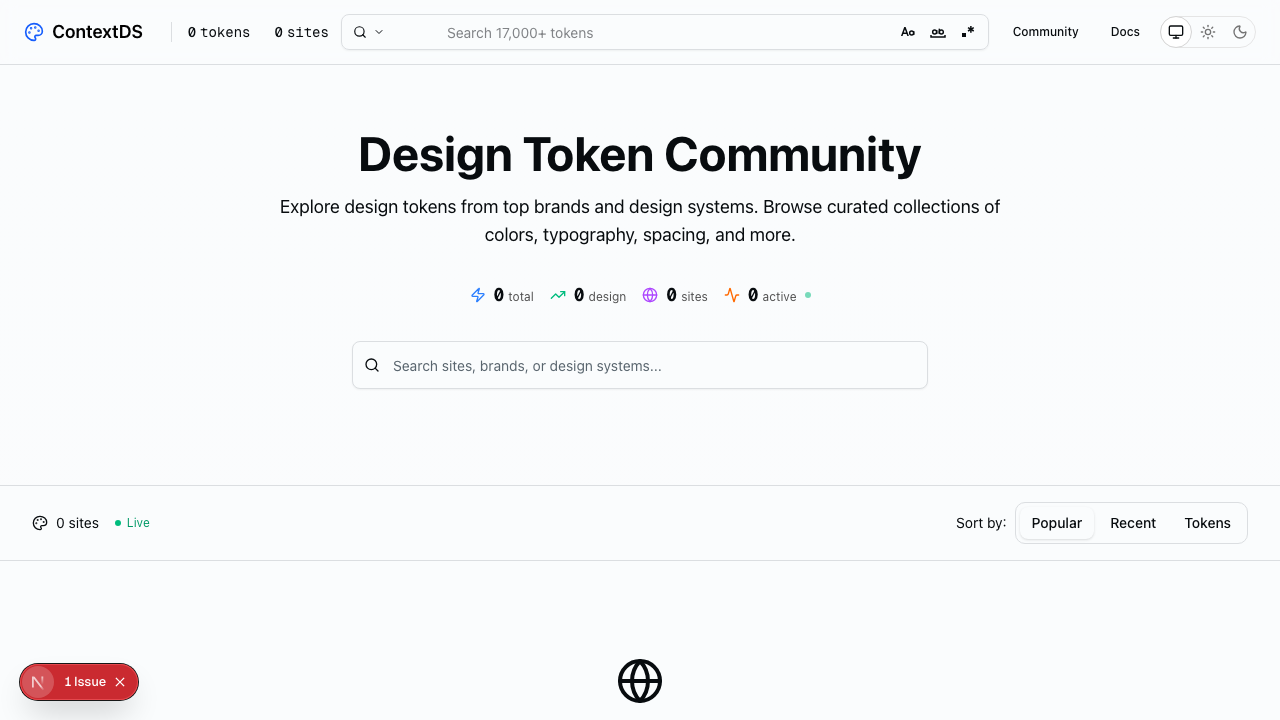 ContextDS
0 tokens
0 sites
Search 17,000+ tokens
Aa
ab
.*
Community
Docs
Design Token Community
Explore design tokens from top brands and design systems. Browse curated collections of
colors, typography, spacing, and more.
0 total
0 design
0 sites
0 active
Search sites, brands, or design systems...
0 sites
Live
Sort by:
Popular
Recent
Tokens
N
1 Issue